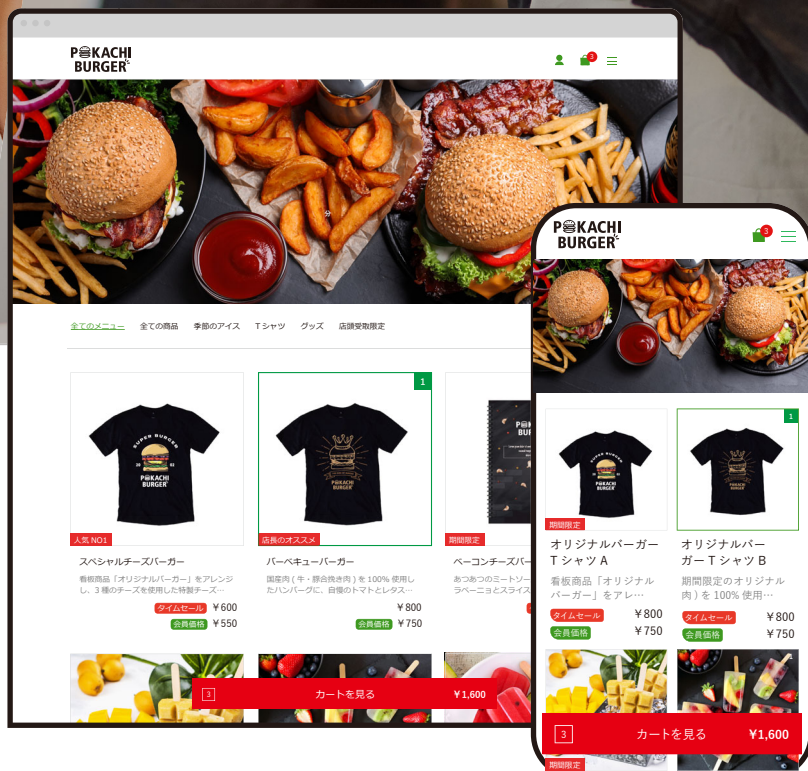 POKACHI
BURGER's
3
全てのメニュー 全ての商品 季節のアイス Tシャツ グッズ 店頭受取限定
1
SUPER BURGER
POKACHI
BURGER
人気 NO1
店長のオススメ
期間限定
スペシャルチーズバーガー
看板商品「オリジナルバーガー」をアレンジ
し、3 種のチーズを使用した特製チーズ…
タイムセール ¥600
会員価格 ¥550
バーベキューバーガー
国産肉 ( 牛・豚合挽き肉 ) を 100% 使用し
たハンバーグに、自慢のトマトとレタス…
¥800
会員価格 ¥750
ベーコンチーズバー
あつあつのミートソー
ラペーニョとスライス
3 カートを見る ¥1,600
POKACHI
BURGER's
3
1
SUPER BURGER
POKACHI
BURGER
期間限定
オリジナルバーガー
T シャツ A
看板商品「オリジナル
バーガー」をアレ…
タイムセール ¥800
会員価格 ¥750
オリジナルバー
ガー T シャツ B
期間限定のオリジナル
肉 ) を 100% 使用…
タイムセール ¥800
会員価格 ¥750
3 カートを見る ¥1,600
期間限定